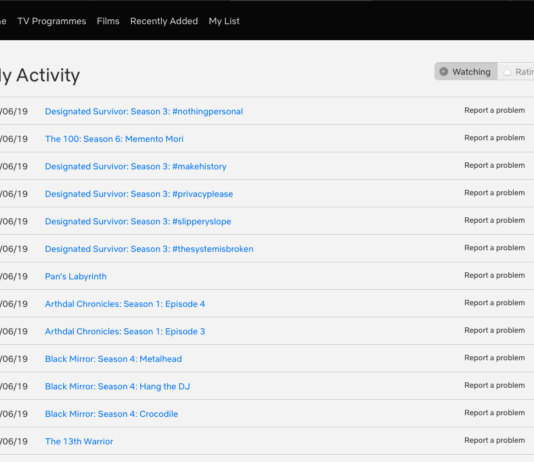 TV Programmes Films Recently Added My List
Activity
Watching
/06/19 Designated Survivor: Season 3: #nothingpersonal Report a problem
/06/19 The 100: Season 6: Memento Mori Report a problem
/06/19 Designated Survivor: Season 3: #makehistory Report a problem
/06/19 Designated Survivor: Season 3: #privacyplease Report a problem
/06/19 Designated Survivor: Season 3: #slipperyslope Report a problem
/06/19 Designated Survivor: Season 3: #thesystemisbroken Report a problem
/06/19 Pan's Labyrinth Report a problem
/06/19 Arthdal Chronicles: Season 1: Episode 4 Report a problem
/06/19 Arthdal Chronicles: Season 1: Episode 3 Report a problem
/06/19 Black Mirror: Season 4: Metalhead Report a problem
/06/19 Black Mirror: Season 4: Hang the DJ Report a problem
/06/19 Black Mirror: Season 4: Crocodile Report a problem
/06/19 The 13th Warrior Report a problem